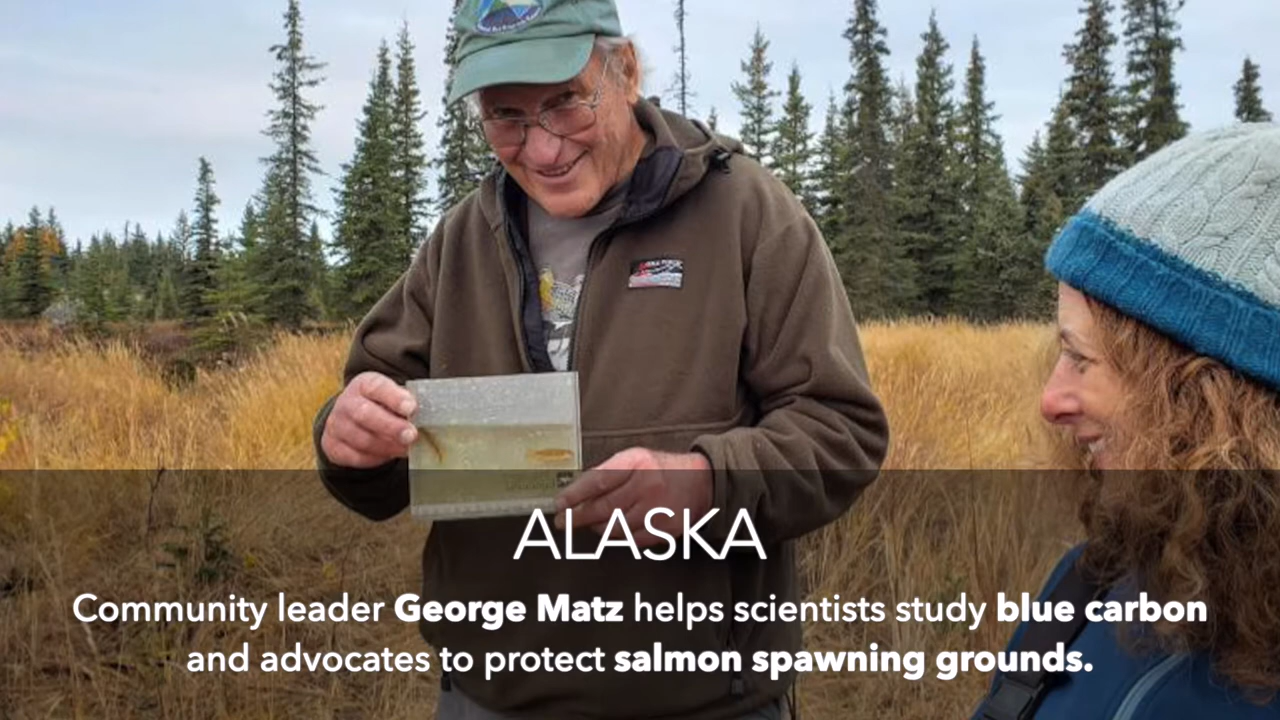 ALASKA
Community leader George Matz helps scientists study blue carbon
and advocates to protect salmon spawning grounds.